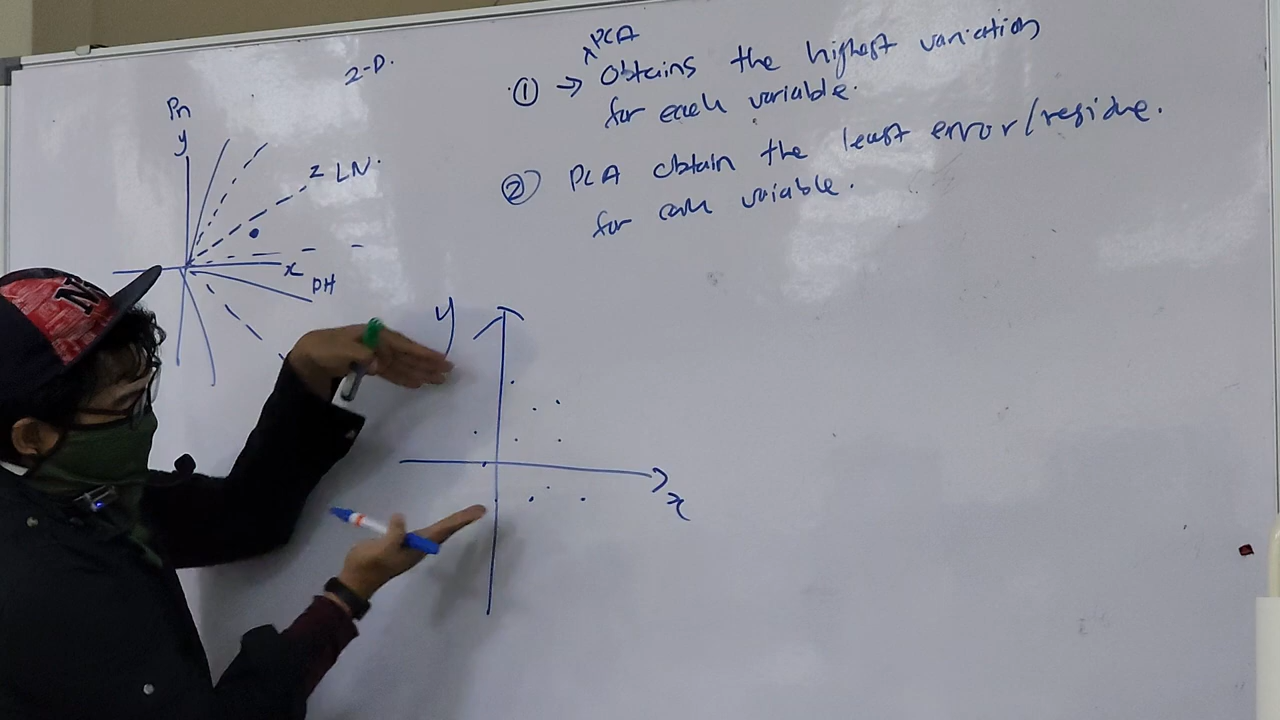 2-D.
Pn
y
z LN.
x
PH
① → PCA Obtains the highest variation
for each variable.
② PCA obtain the least error/residue.
for each variable.
y
x